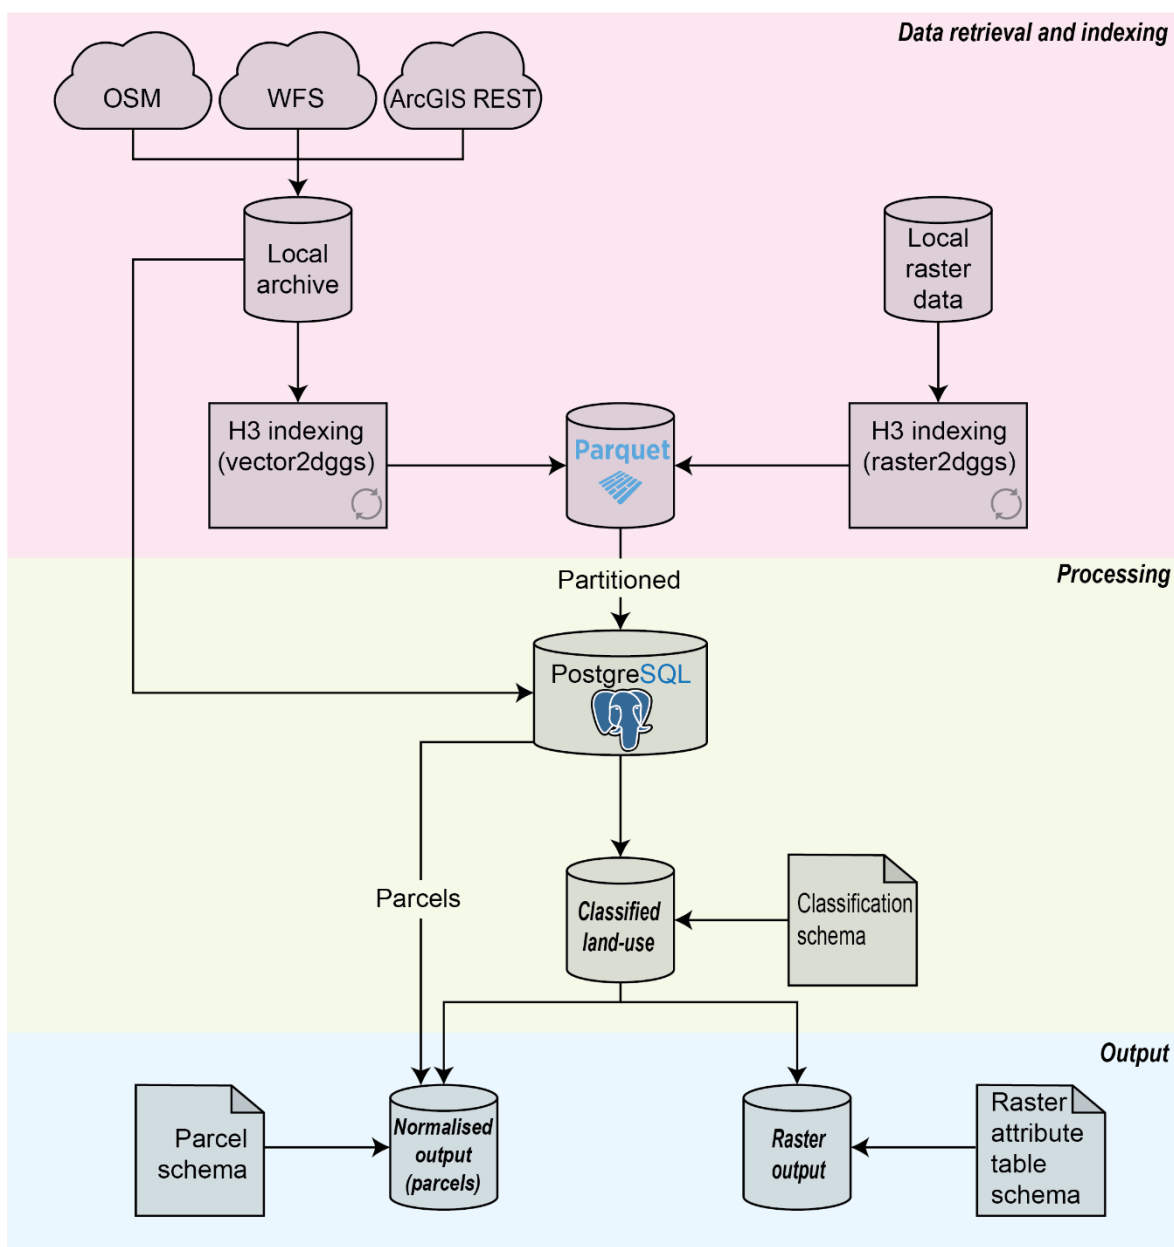 Data retrieval and indexing
OSM
WFS
ArcGIS REST
Local
archive
Local
raster
data
H3 indexing
(vector2dggs)
Parquet
H3 indexing
(raster2dggs)
Processing
Partitioned
PostgreSQL
Parcels
Classified
land-use
Classification
schema
Output
Parcel
schema
Normalised
output
(parcels)
Raster
output
Raster
attribute
table
schema